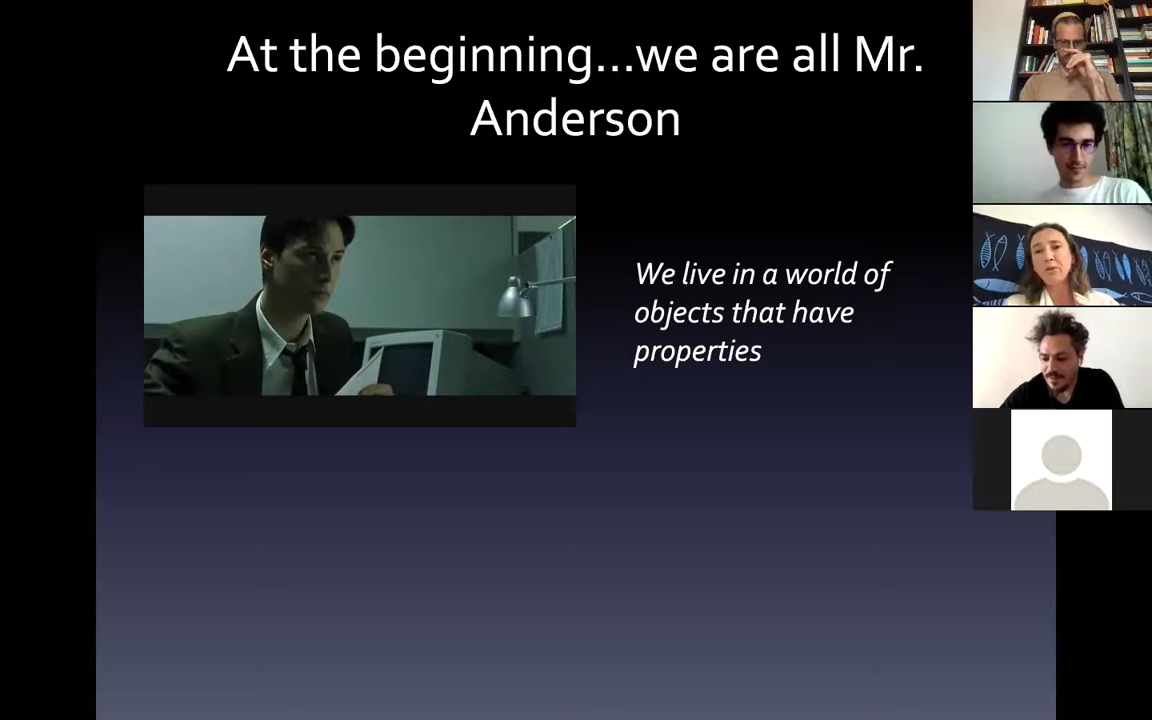 At the beginning...we are all Mr.
Anderson
We live in a world of
objects that have
properties